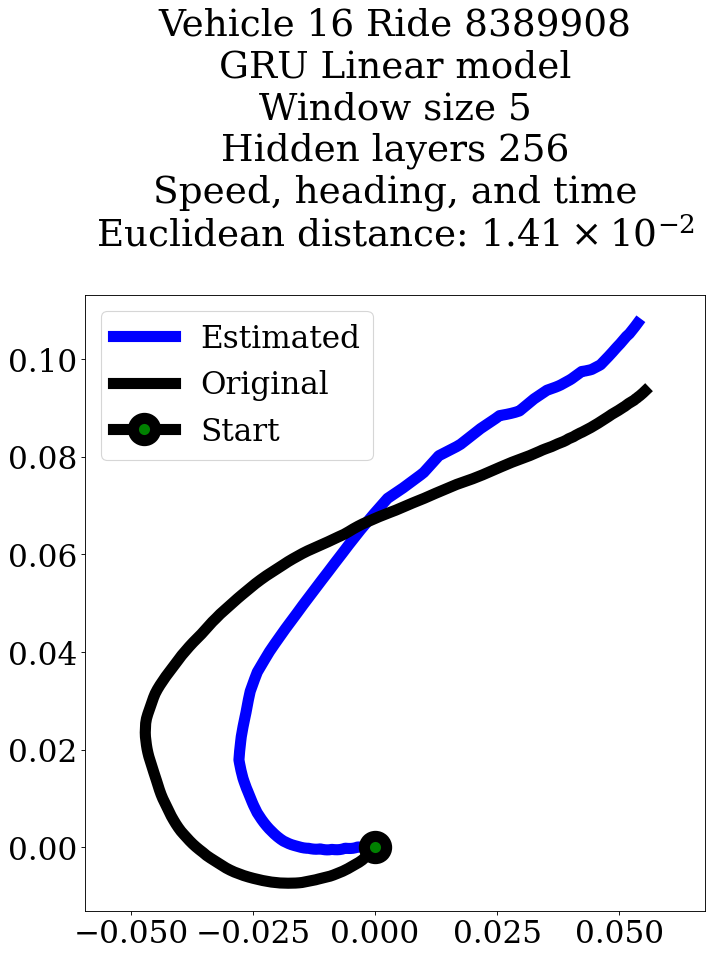 Vehicle 16 Ride 8389908
GRU Linear model
Window size 5
Hidden layers 256
Speed, heading, and time
Euclidean distance: 1.41 × 10⁻²
Estimated
Original
Start
0.10
0.08
0.06
0.04
0.02
0.00
−0.050 −0.025 0.000 0.025 0.050